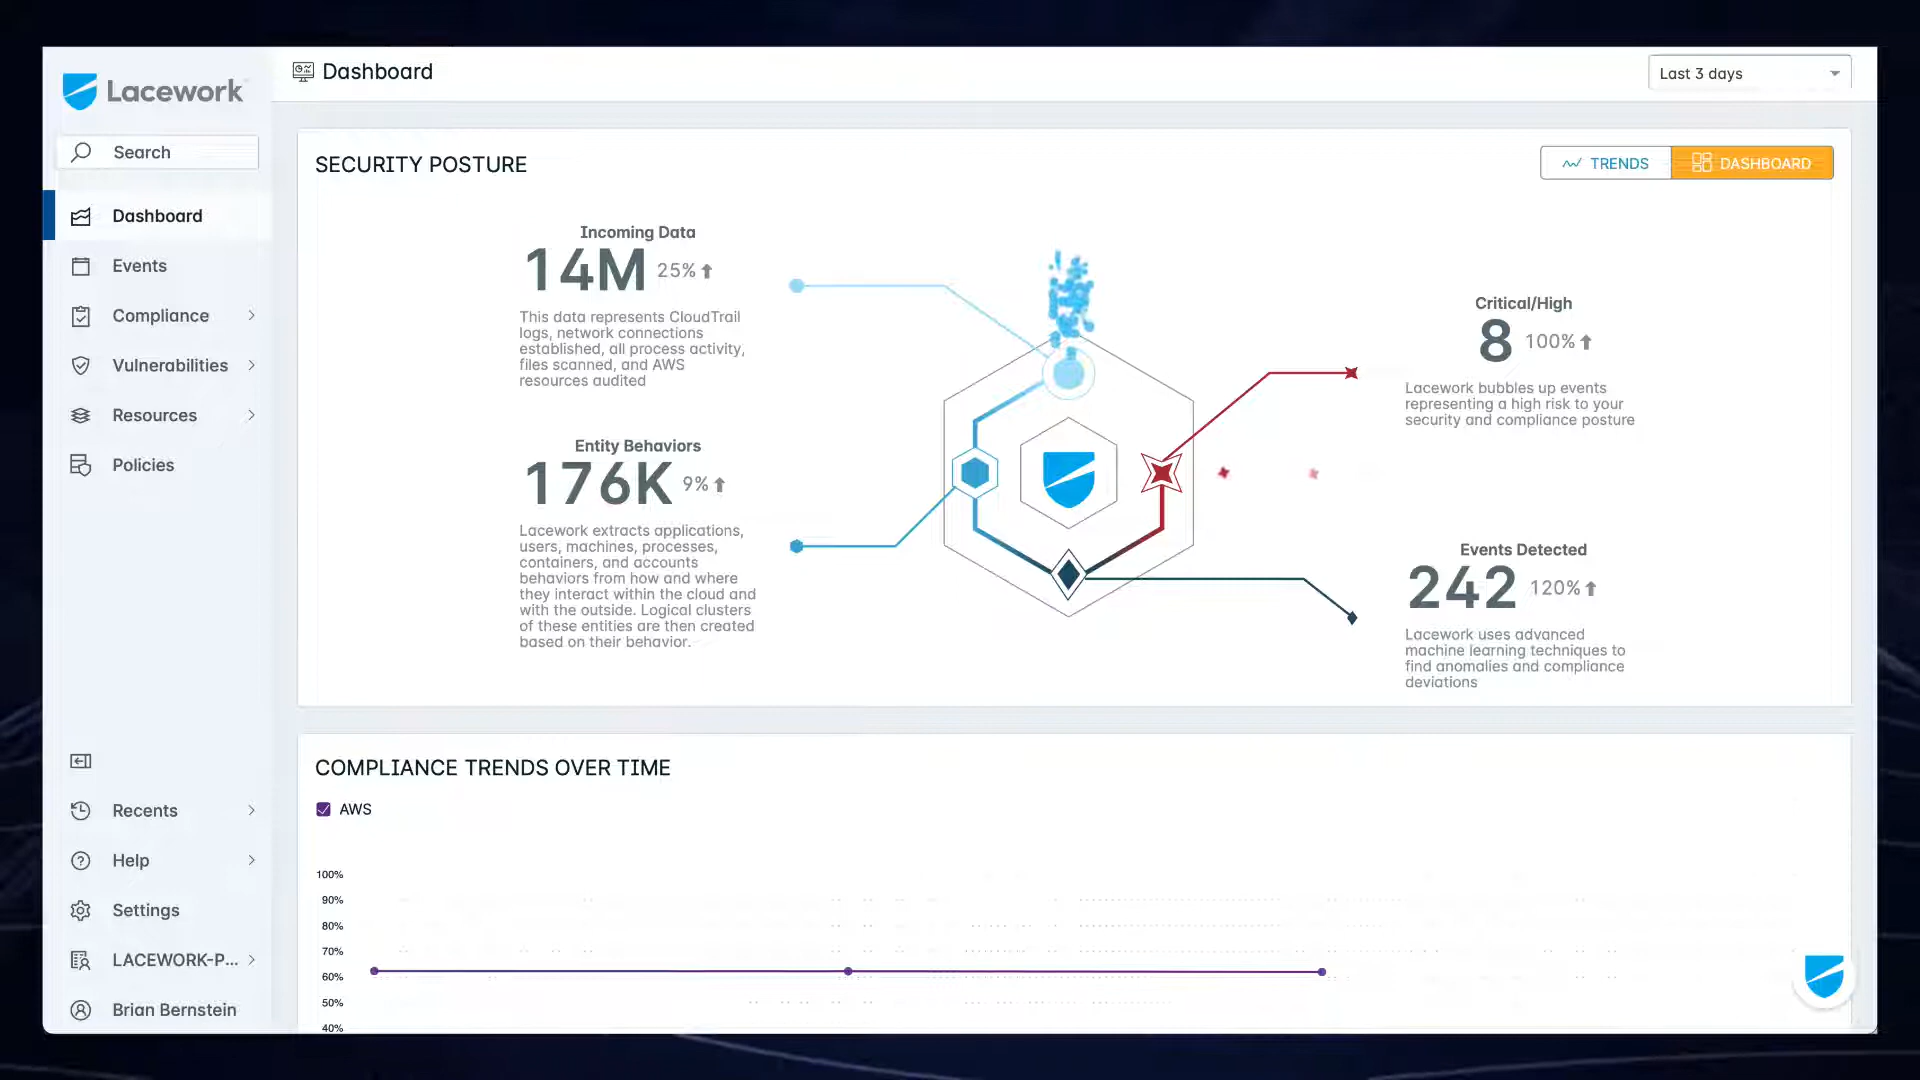 Lacework
Search
Dashboard
Events
Compliance
Vulnerabilities
Resources
Policies
Recents
Help
Settings
LACEWORK-P...
Brian Bernstein
Dashboard
Last 3 days
SECURITY POSTURE
TRENDS
DASHBOARD
Incoming Data
14M 25%
This data represents CloudTrail
logs, network connections
established, all process activity,
files scanned, and AWS
resources audited
Entity Behaviors
176K 9%
Lacework extracts applications,
users, machines, processes,
containers, and accounts
behaviors from how and where
they interact within the cloud and
with the outside. Logical clusters
of these entities are then created
based on their behavior.
Critical/High
8 100%
Lacework bubbles up events
representing a high risk to your
security and compliance posture
Events Detected
242 120%
Lacework uses advanced
machine learning techniques to
find anomalies and compliance
deviations
COMPLIANCE TRENDS OVER TIME
AWS
100%
90%
80%
70%
60%
50%
40%